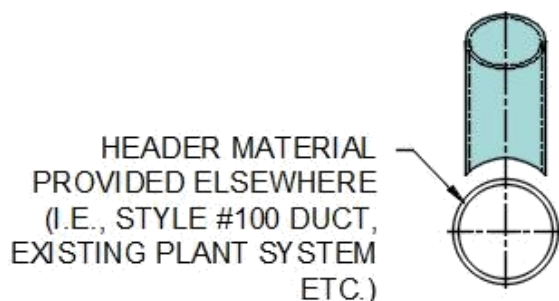 HEADER MATERIAL
PROVIDED ELSEWHERE
(I.E., STYLE #100 DUCT,
EXISTING PLANT SYSTEM
ETC.)